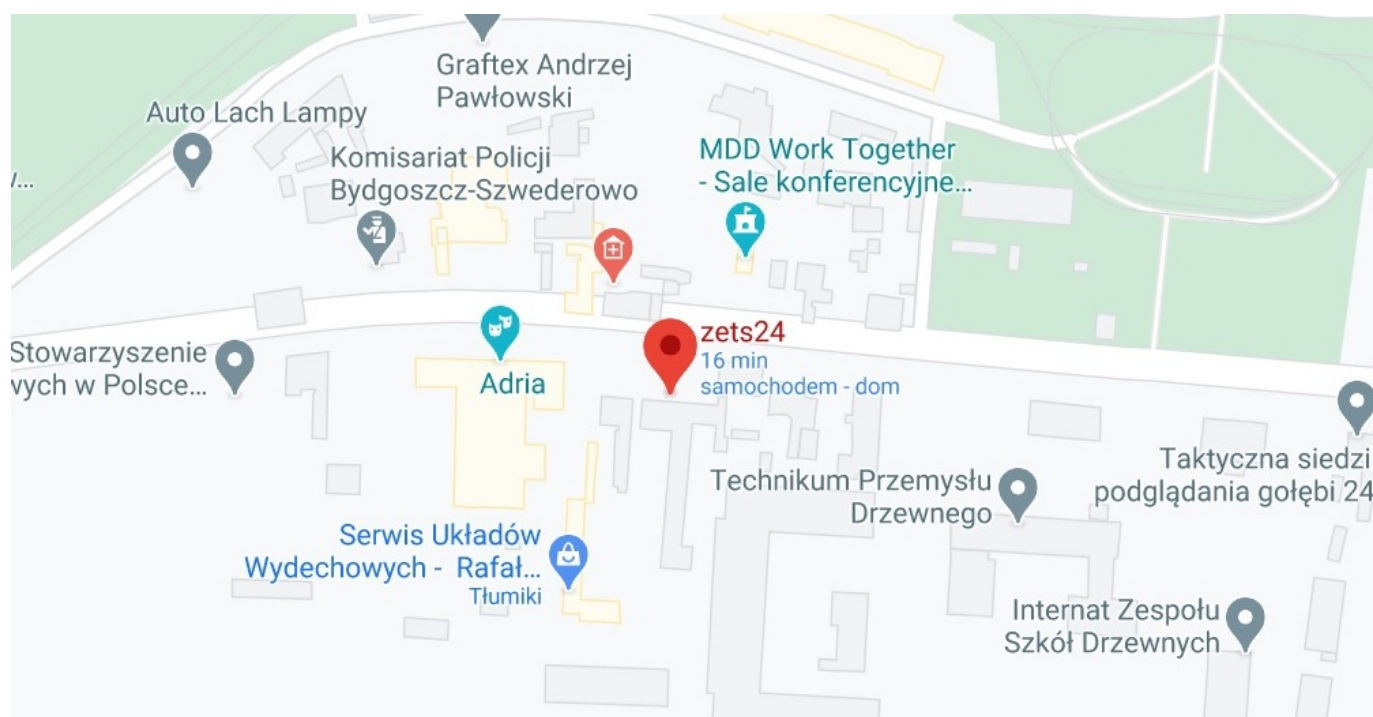 Graftex Andrzej
Pawłowski
Auto Lach Lampy
Komisariat Policji
Bydgoszcz-Szwederowo
MDD Work Together
- Sale konferencyjne...
zets24
16 min
samochodem - dom
Stowarzyszenie
wych w Polsce...
Adria
Technikum Przemysłu
Drzewnego
Taktyczna siedzi
podglądania gołębi 24
Serwis Układów
Wydechowych - Rafał...
Tłumiki
Internat Zespołu
Szkół Drzewnych